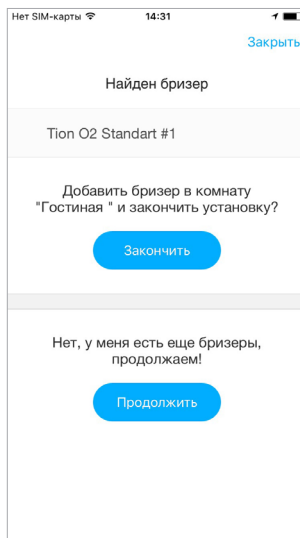 Нет SIM-карты 14:31
Закрыть
Найден бризер
Tion O2 Standart #1
Добавить бризер в комнату
"Гостиная " и закончить установку?
Закончить
Нет, у меня есть еще бризеры,
продолжаем!
Продолжить